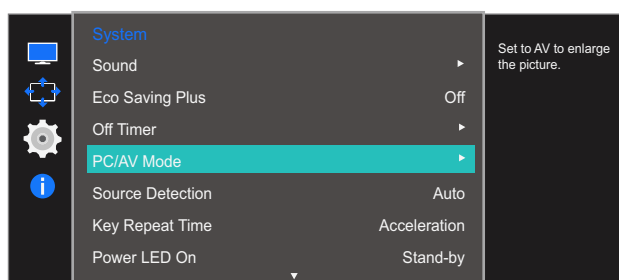 System
Sound
Eco Saving Plus Off
Off Timer
PC/AV Mode
Source Detection Auto
Key Repeat Time Acceleration
Power LED On Stand-by
Set to AV to enlarge
the picture.